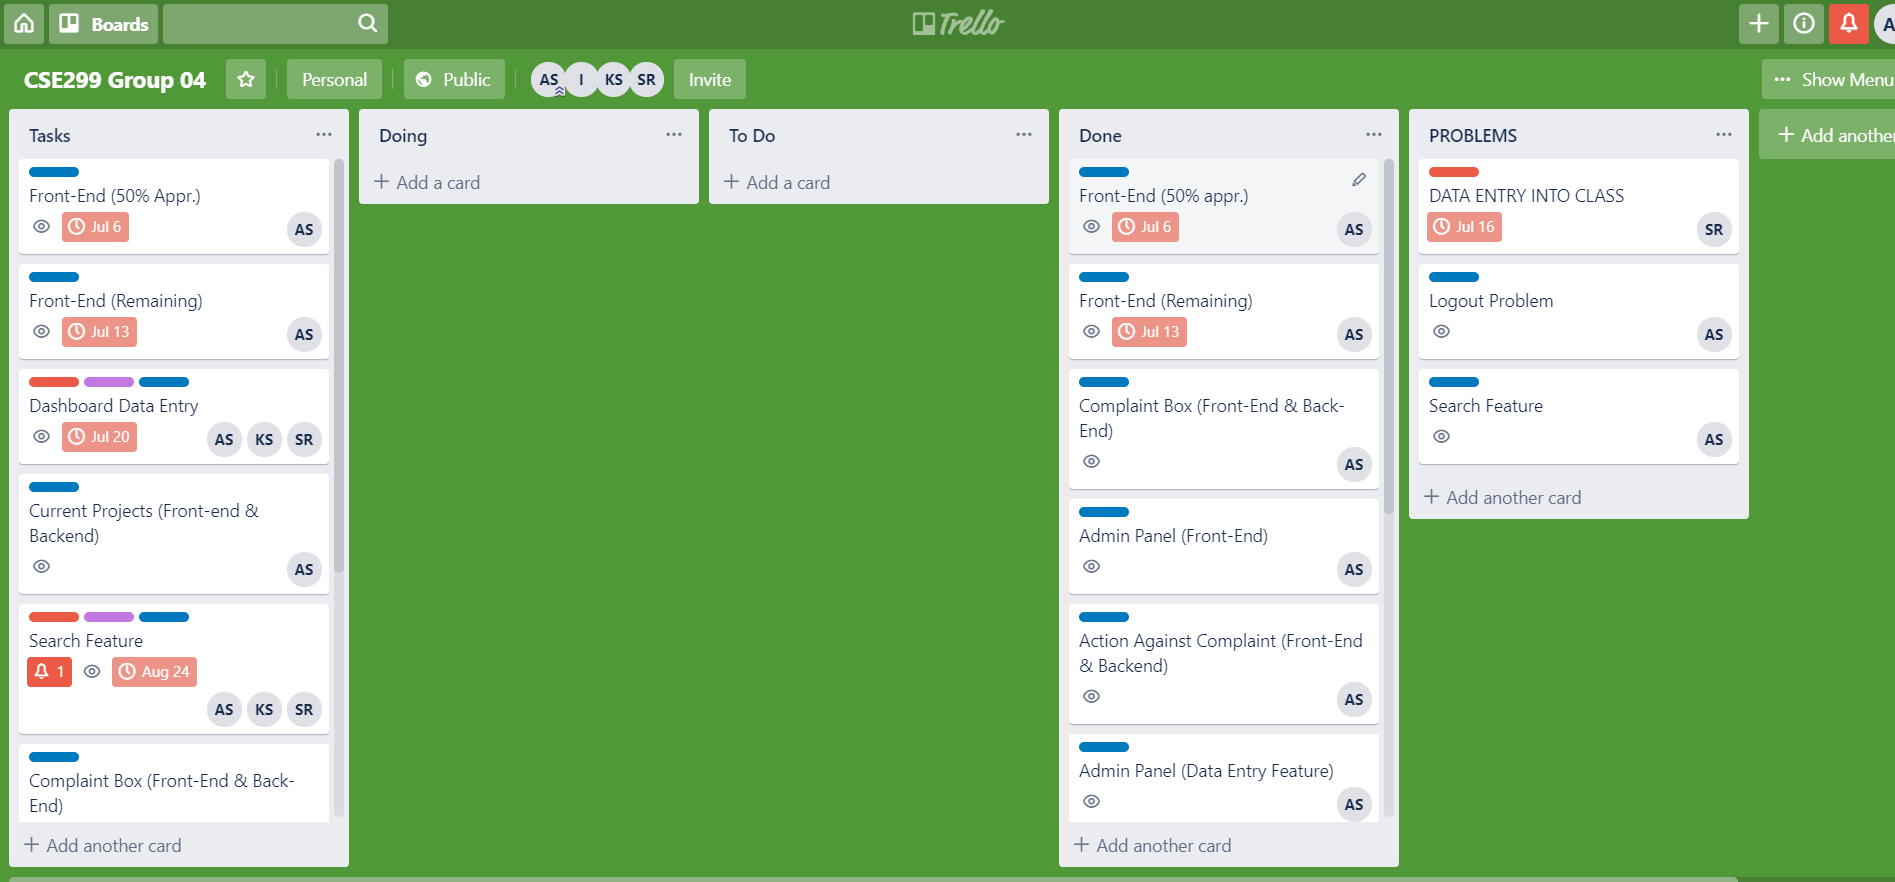 Boards
Trello
A
CSE299 Group 04
Personal
Public
AS
I
KS
SR
Invite
Show Menu
Tasks
Front-End (50% Appr.)
Jul 6
AS
Front-End (Remaining)
Jul 13
AS
Dashboard Data Entry
Jul 20
AS
KS
SR
Current Projects (Front-end &
Backend)
AS
Search Feature
1
Aug 24
AS
KS
SR
Complaint Box (Front-End & Back-
End)
Add another card
Doing
Add a card
To Do
Add a card
Done
Front-End (50% appr.)
Jul 6
AS
Front-End (Remaining)
Jul 13
AS
Complaint Box (Front-End & Back-
End)
AS
Admin Panel (Front-End)
AS
Action Against Complaint (Front-End
& Backend)
AS
Admin Panel (Data Entry Feature)
AS
Add another card
PROBLEMS
DATA ENTRY INTO CLASS
Jul 16
SR
Logout Problem
AS
Search Feature
AS
Add another card
Add another